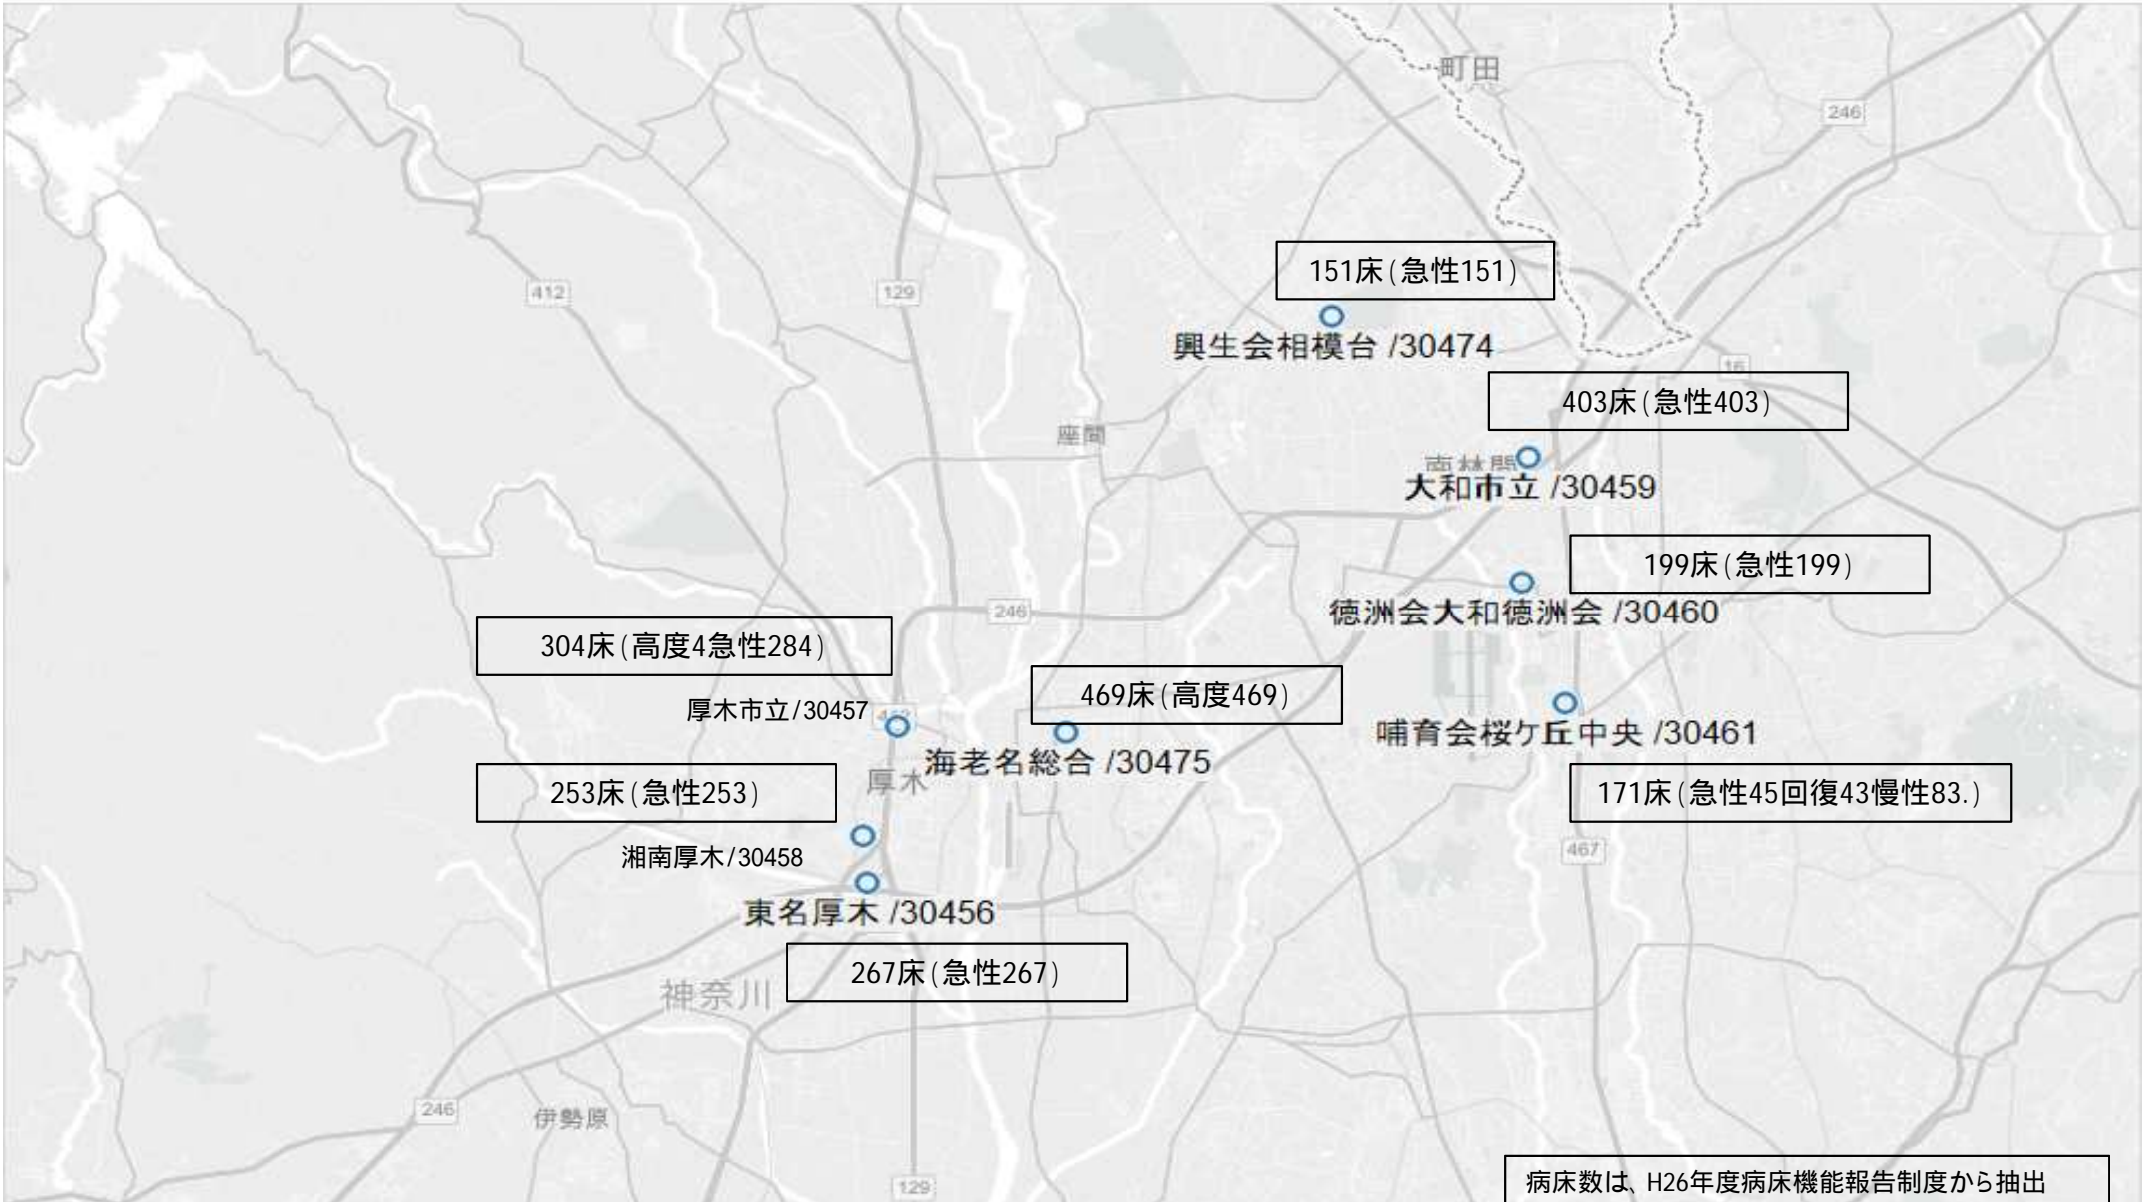 町田
246
151床(急性151)
412
129
興生会相模台 /30474
16
403床(急性403)
座間
南林間
大和市立 /30459
199床(急性199)
246
徳洲会大和徳洲会 /30460
304床(高度4急性284)
469床(高度469)
厚木市立/30457
哺育会桜ケ丘中央 /30461
海老名総合 /30475
厚木
253床(急性253)
171床(急性45回復43慢性83.)
湘南厚木/30458
467
東名厚木 /30456
267床(急性267)
神奈川
246
伊勢原
129
病床数は、H26年度病床機能報告制度から抽出